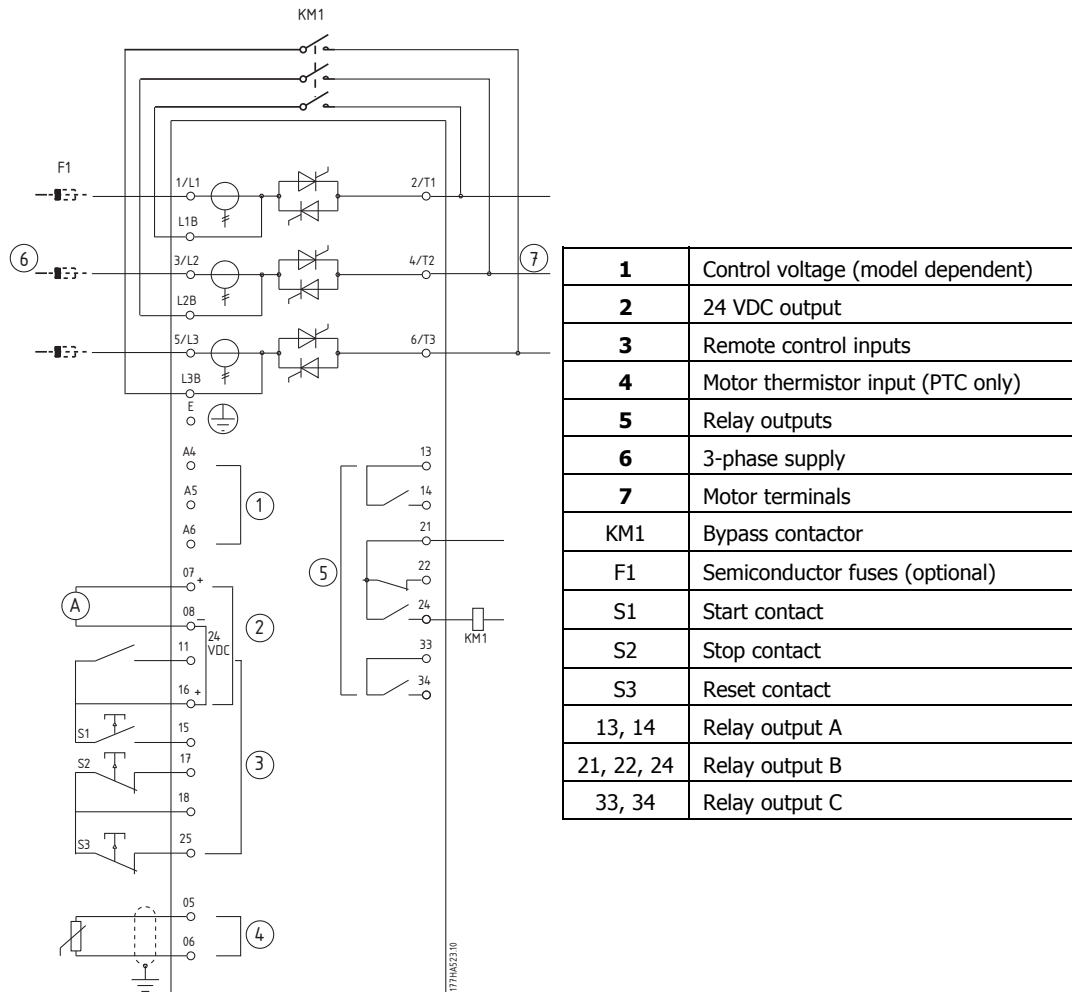 KM1
F1
1/L1
2/T1
L1B
6
3/L2
4/T2
7
L2B
5/L3
6/T3
L3B
E
A4
A5
1
A6
13
14
21
22
5
24
KM1
33
34
07 +
A
08 –
2
24
VDC
11
16 +
S1
15
S2
17
3
18
S3
25
05
4
06
177HA523.10
1 Control voltage (model dependent)
2 24 VDC output
3 Remote control inputs
4 Motor thermistor input (PTC only)
5 Relay outputs
6 3-phase supply
7 Motor terminals
KM1 Bypass contactor
F1 Semiconductor fuses (optional)
S1 Start contact
S2 Stop contact
S3 Reset contact
13, 14 Relay output A
21, 22, 24 Relay output B
33, 34 Relay output C